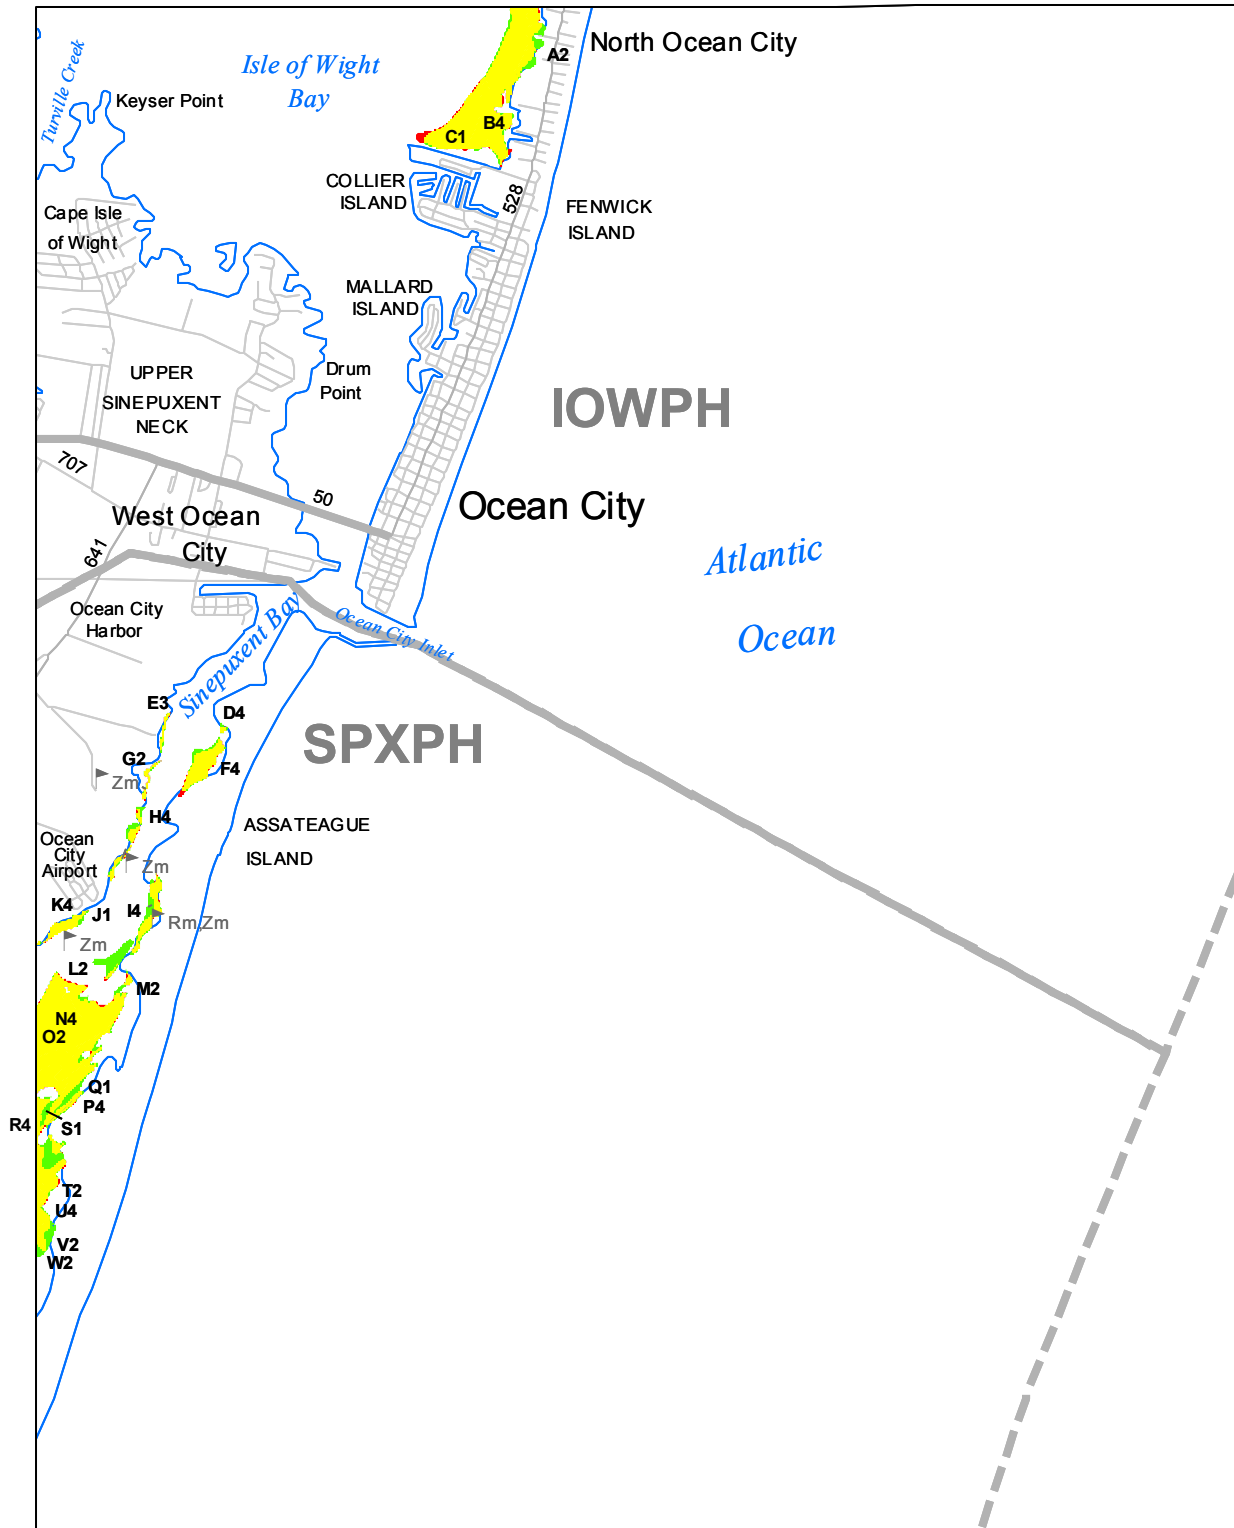 North Ocean City
A2
Isle of Wight
Bay
Turville Creek
Keyser Point
B4
C1
COLLIER
ISLAND
528
FENWICK
ISLAND
Cape Isle
of Wight
MALLARD
ISLAND
UPPER
SINEPUXENT
NECK
Drum
Point
IOWPH
707
50
Ocean City
West Ocean
City
641
Atlantic
Ocean
Ocean City
Harbor
Sinepuxent Bay
Ocean City Inlet
E3
D4
SPXPH
G2
F4
Zm
H4
ASSATEAGUE
ISLAND
Ocean
City
Airport
Zm
K4
J1
I4
Rm,Zm
Zm
L2
M2
N4
O2
Q1
P4
R4
S1
T2
U4
V2
W2